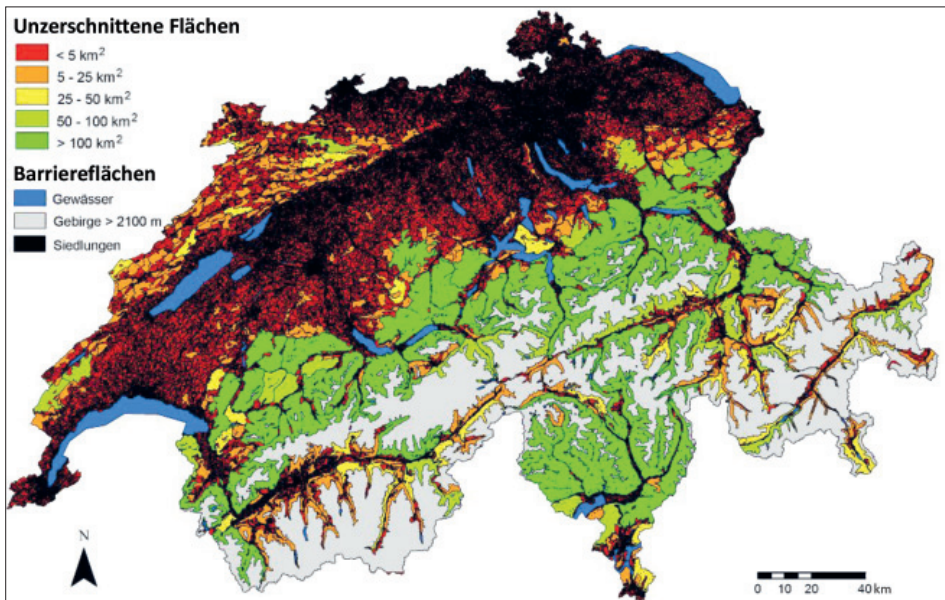 Unzerschnittene Flächen
< 5 km²
5 - 25 km²
25 - 50 km²
50 - 100 km²
> 100 km²
Barriereflächen
Gewässer
Gebirge > 2100 m
Siedlungen
N
0 10 20 40 km